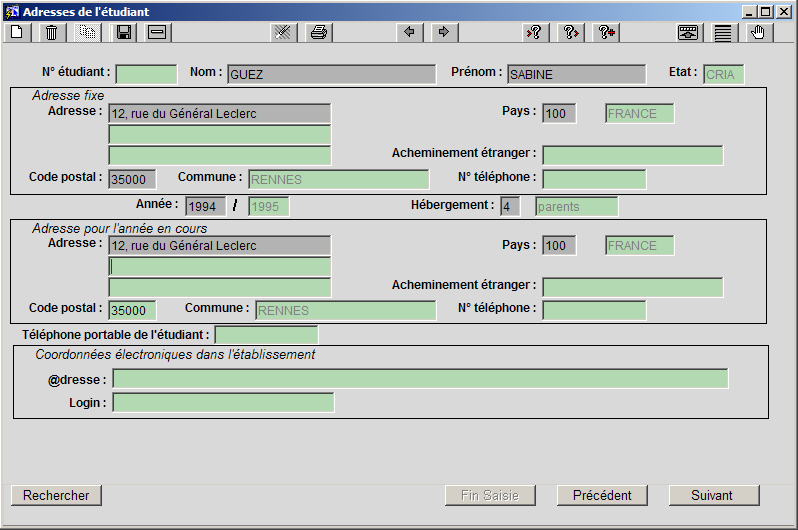 Adresses de l'étudiant
N° étudiant : Nom : GUEZ Prénom : SABINE Etat : CRIA
Adresse fixe
Adresse : 12, rue du Général Leclerc Pays : 100 FRANCE
Acheminement étranger :
Code postal : 35000 Commune : RENNES N° téléphone :
Année : 1994 / 1995 Hébergement : 4 parents
Adresse pour l'année en cours
Adresse : 12, rue du Général Leclerc Pays : 100 FRANCE
Acheminement étranger :
Code postal : 35000 Commune : RENNES N° téléphone :
Téléphone portable de l'étudiant :
Coordonnées électroniques dans l'établissement
@dresse :
Login :
Rechercher Fin Saisie Précédent Suivant